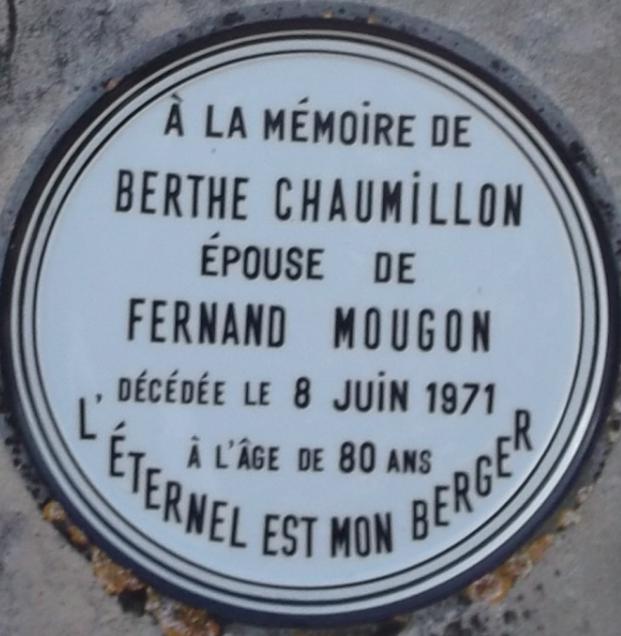 À LA MÉMOIRE DE
BERTHE CHAUMILLON
ÉPOUSE DE
FERNAND MOUGON
DÉCÉDÉE LE 8 JUIN 1971
À L'ÂGE DE 80 ANS
L'ÉTERNEL EST MON BERGER